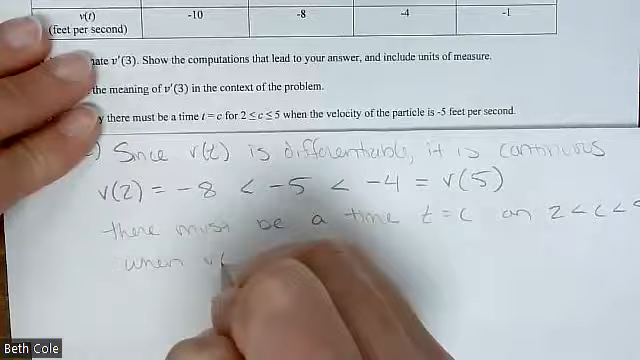 v(t)
(feet per second) -10 -8 -4 -1
ate v'(3). Show the computations that lead to your answer, and include units of measure.
the meaning of v'(3) in the context of the problem.
y there must be a time t = c for 2 ≤ c ≤ 5 when the velocity of the particle is -5 feet per second.
) Since v(t) is differentiable, it is continuous
v(2) = -8 < -5 < -4 = v(5)
there must be a time t = c on 2 < c < 5
when v(
Beth Cole